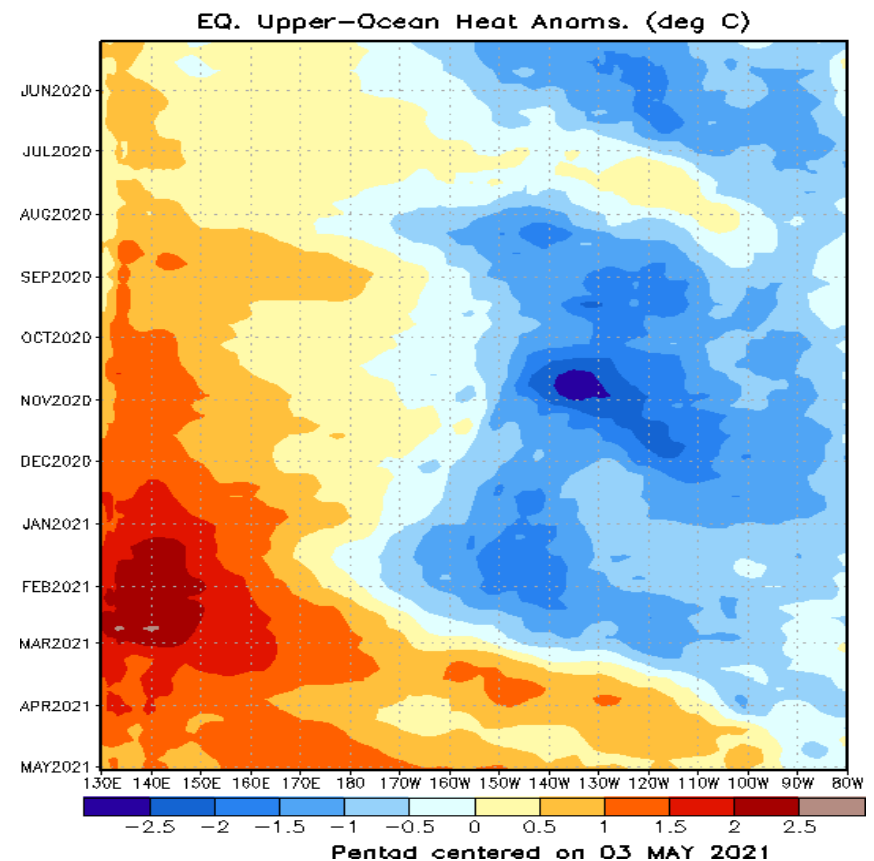 EQ. Upper-Ocean Heat Anoms. (deg C)
JUN2020
JUL2020
AUG2020
SEP2020
OCT2020
NOV2020
DEC2020
JAN2021
FEB2021
MAR2021
APR2021
MAY2021
130E 140E 150E 160E 170E 180 170W 160W 150W 140W 130W 120W 110W 100W 90W 80W
-2.5 -2 -1.5 -1 -0.5 0 0.5 1 1.5 2 2.5
Pentad centered on 03 MAY 2021